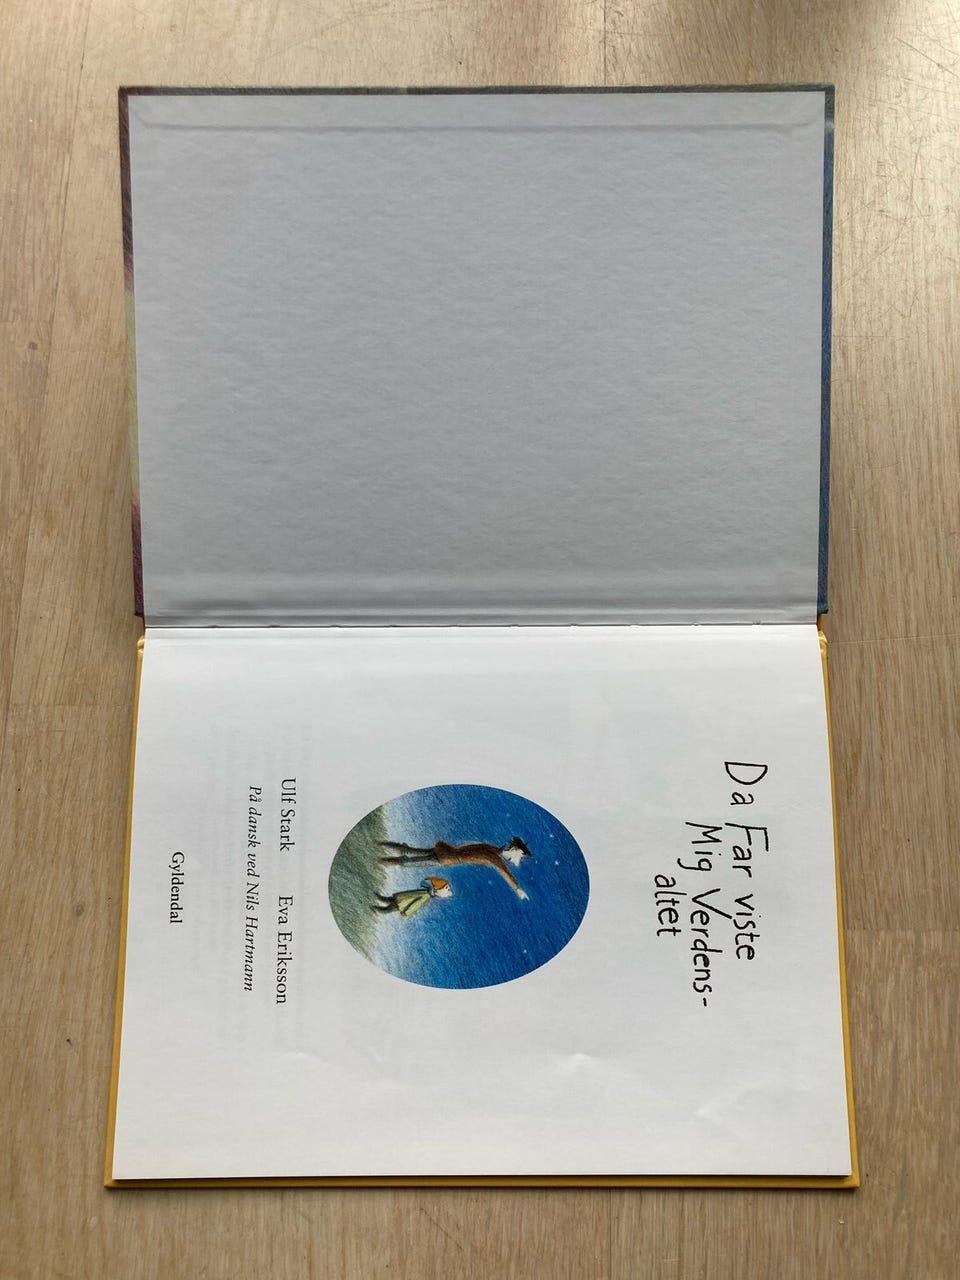 Da Far viste
Mig Verdens-
altet
Ulf Stark Eva Eriksson
På dansk ved Nils Hartmann
Gyldendal